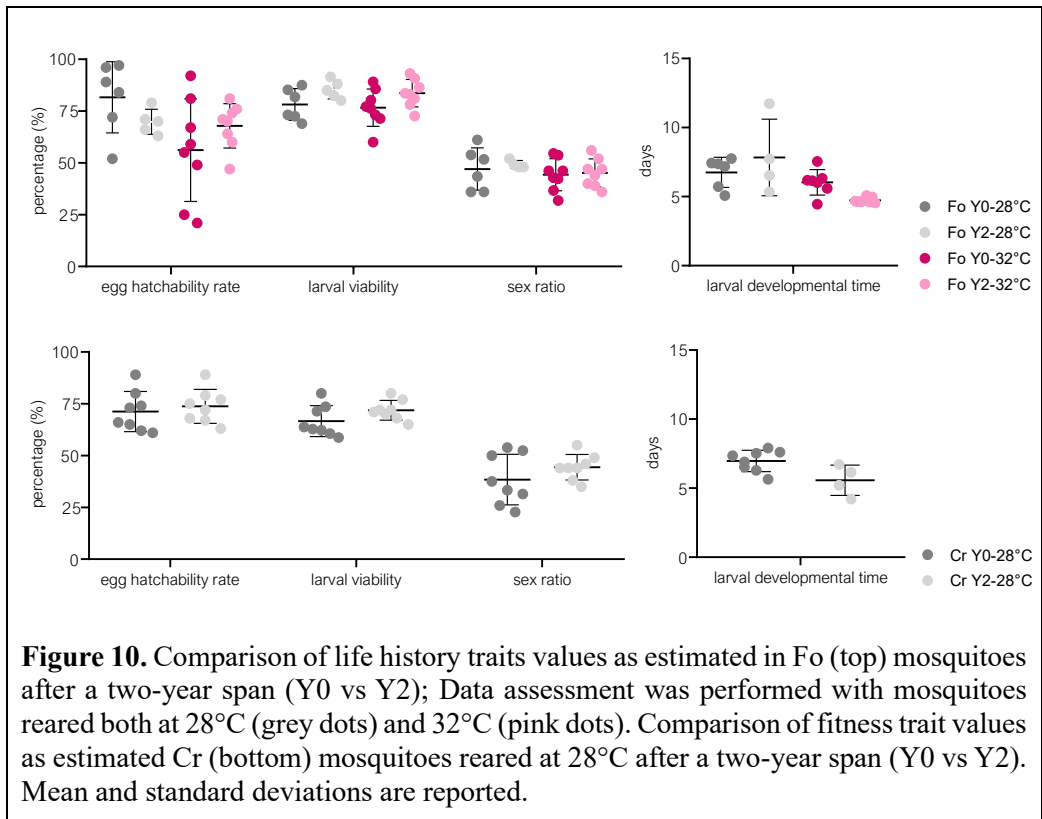 100
75
50
25
0
percentage (%)
egg hatchability rate
larval viability
sex ratio
15
10
5
0
days
larval developmental time
Fo Y0-28°C
Fo Y2-28°C
Fo Y0-32°C
Fo Y2-32°C
100
75
50
25
0
percentage (%)
egg hatchability rate
larval viability
sex ratio
15
10
5
0
days
larval developmental time
Cr Y0-28°C
Cr Y2-28°C
Figure 10. Comparison of life history traits values as estimated in Fo (top) mosquitoes
after a two-year span (Y0 vs Y2); Data assessment was performed with mosquitoes
reared both at 28°C (grey dots) and 32°C (pink dots). Comparison of fitness trait values
as estimated Cr (bottom) mosquitoes reared at 28°C after a two-year span (Y0 vs Y2).
Mean and standard deviations are reported.